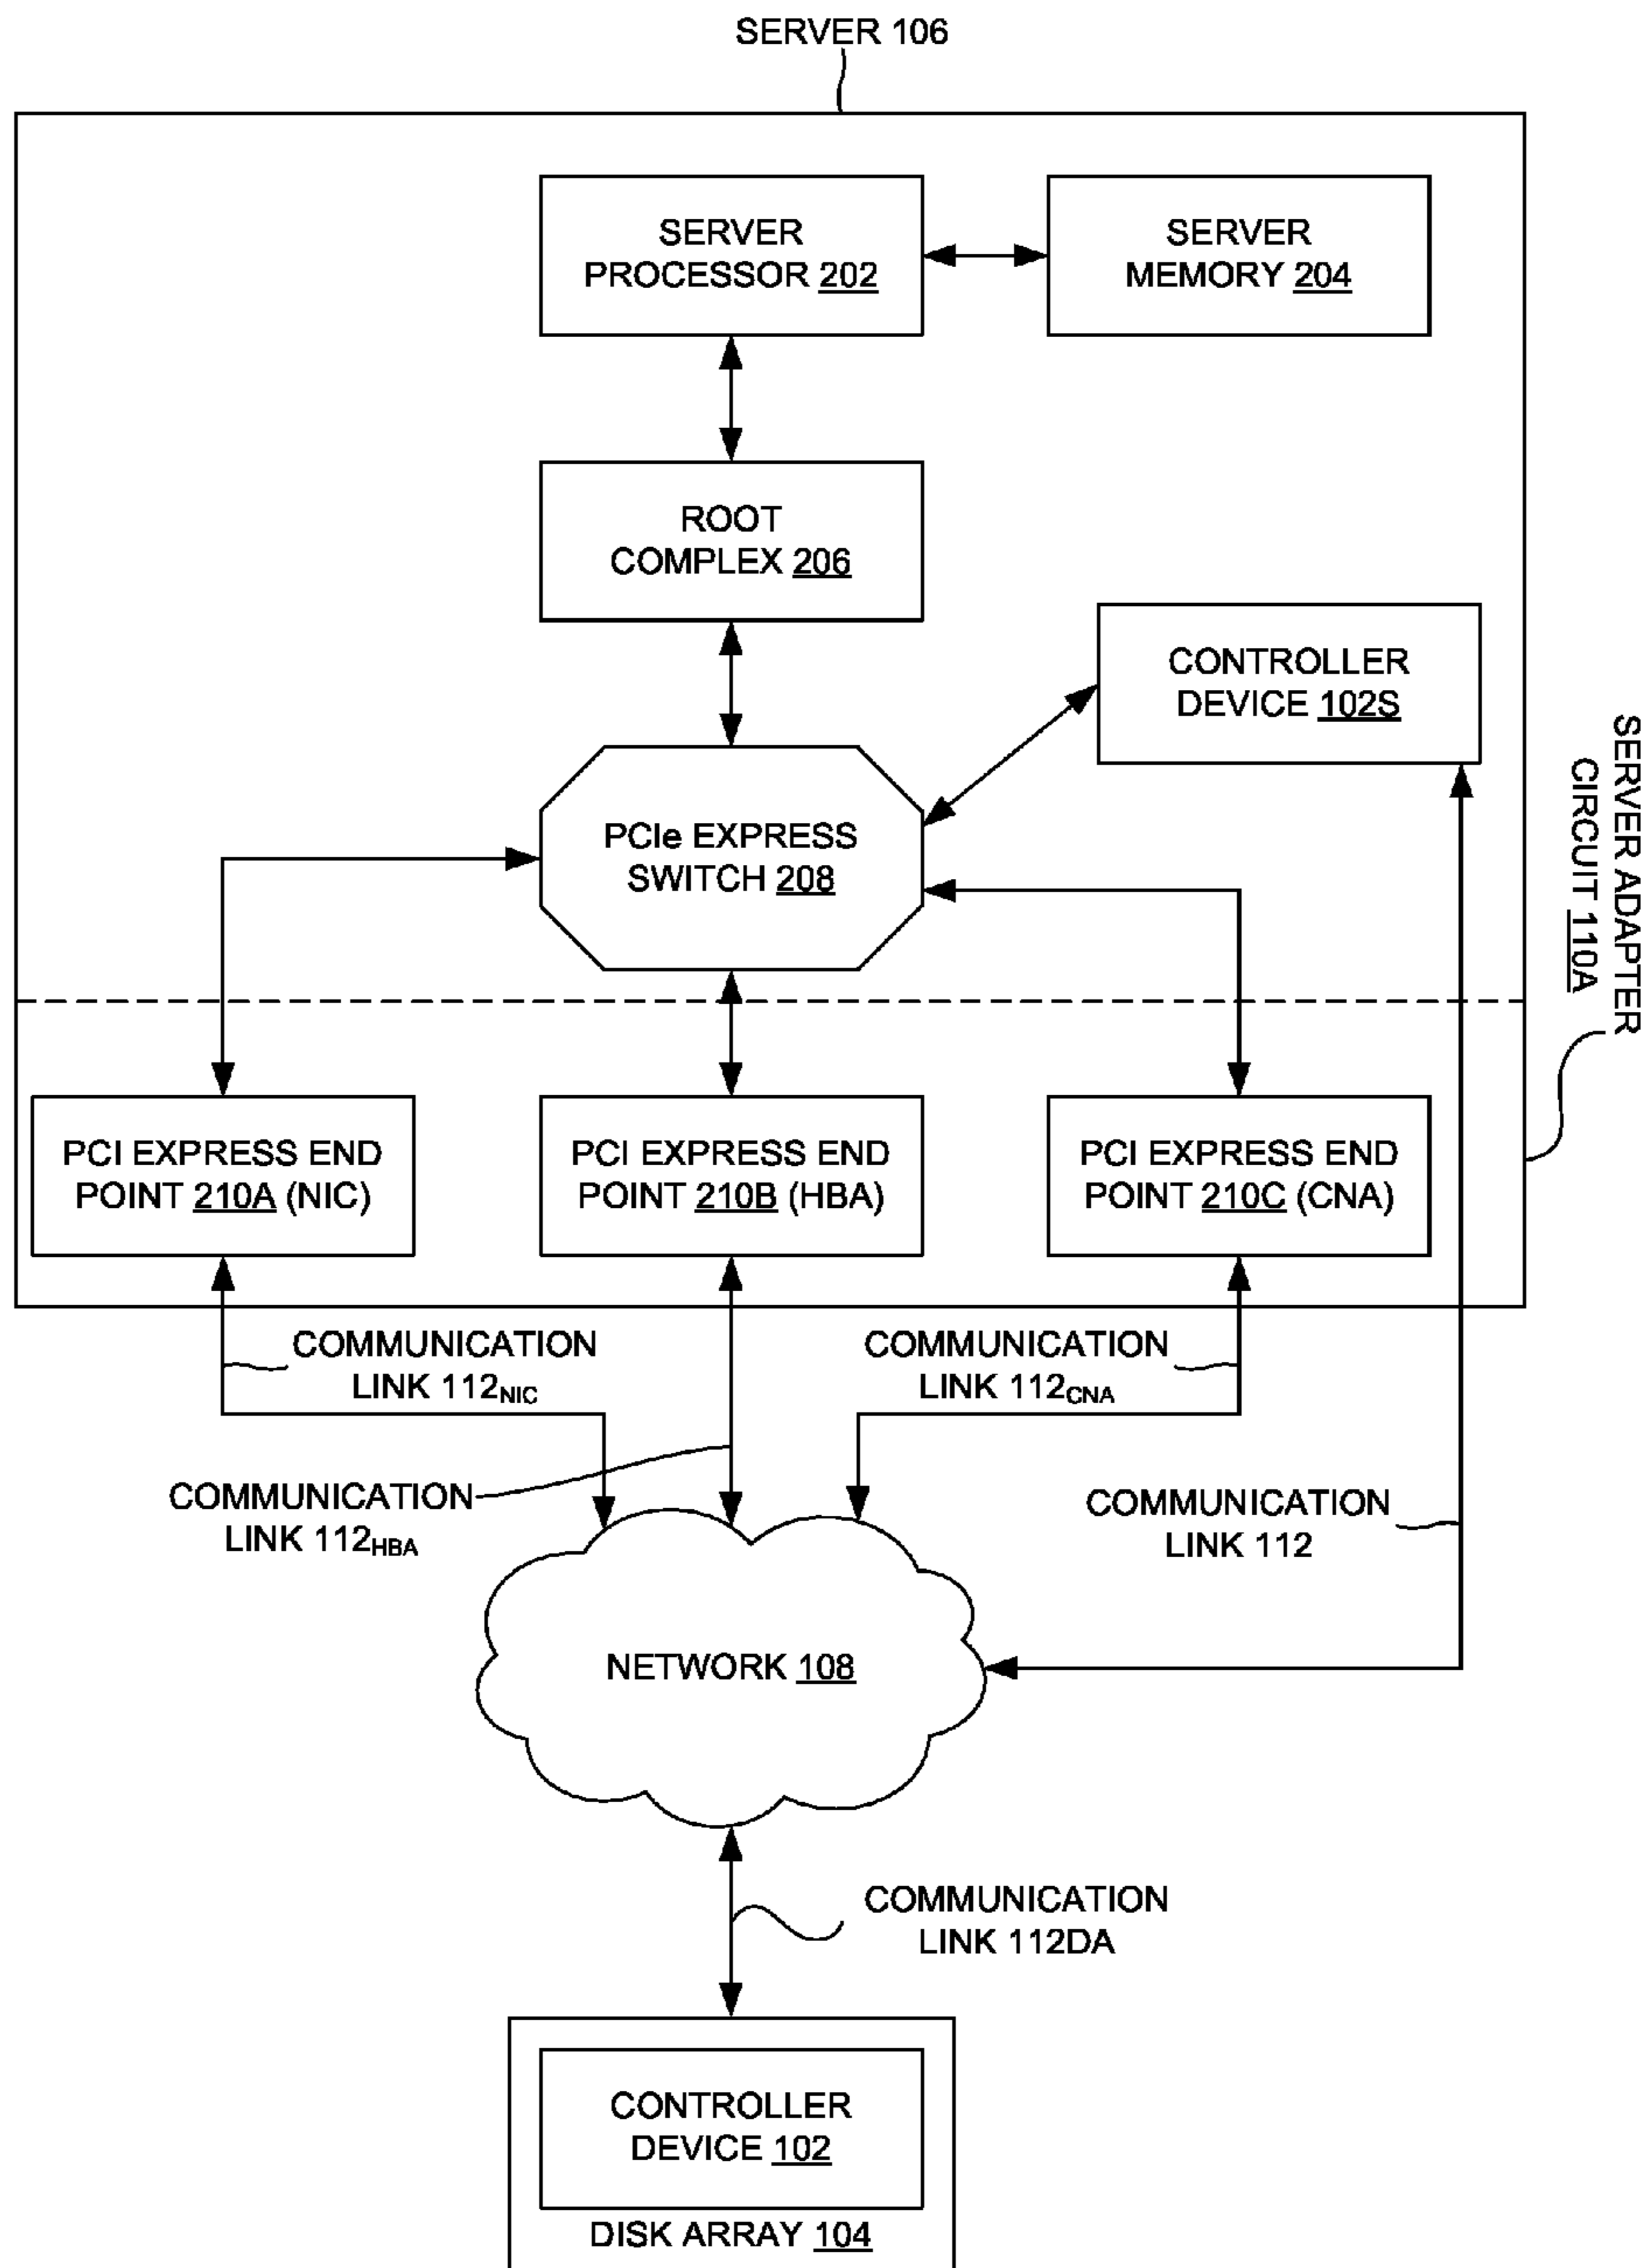 SERVER 106
SERVER
PROCESSOR 202
SERVER
MEMORY 204
ROOT
COMPLEX 206
CONTROLLER
DEVICE 102S
SERVER ADAPTER
CIRCUIT 110A
PCIe EXPRESS
SWITCH 208
PCI EXPRESS END
POINT 210A (NIC)
PCI EXPRESS END
POINT 210B (HBA)
PCI EXPRESS END
POINT 210C (CNA)
COMMUNICATION
LINK 112NIC
COMMUNICATION
LINK 112CNA
COMMUNICATION
LINK 112HBA
COMMUNICATION
LINK 112
NETWORK 108
COMMUNICATION
LINK 112DA
CONTROLLER
DEVICE 102
DISK ARRAY 104